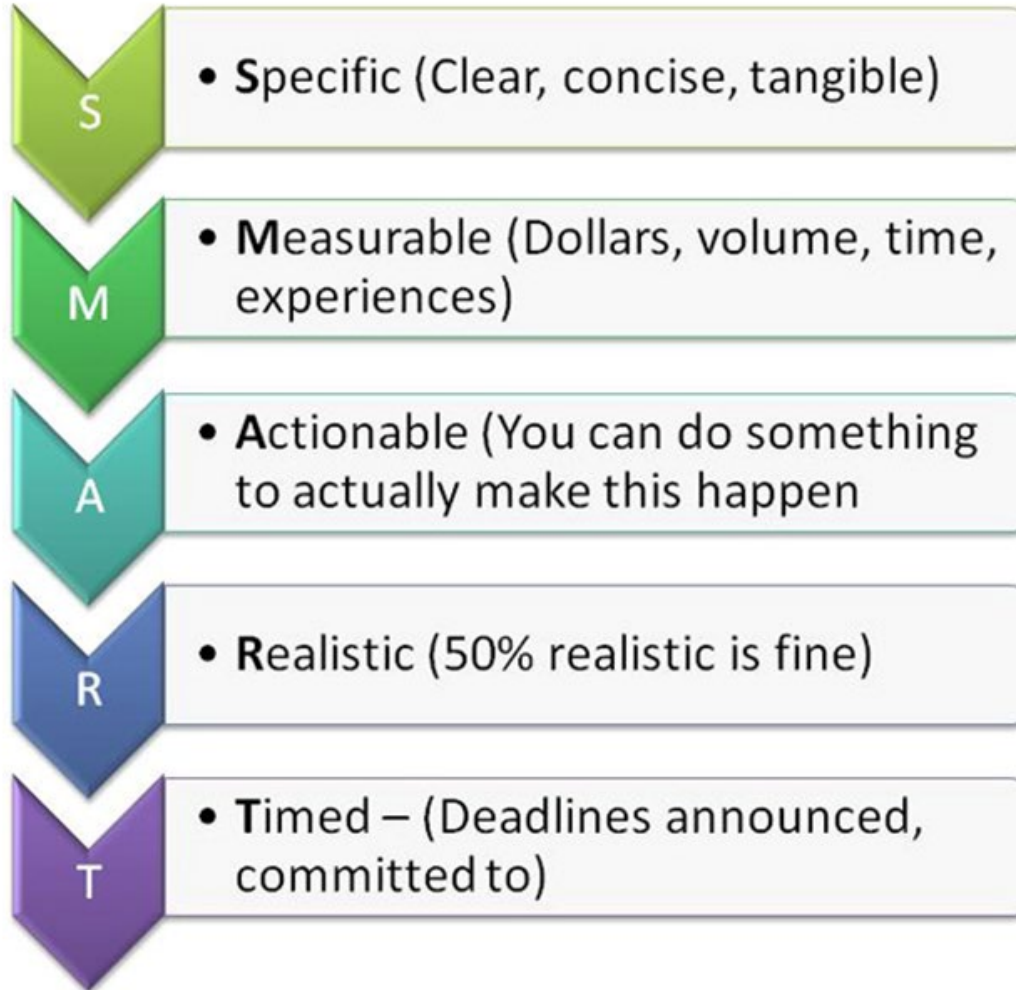 S
• Specific (Clear, concise, tangible)
M
• Measurable (Dollars, volume, time,
experiences)
A
• Actionable (You can do something
to actually make this happen
R
• Realistic (50% realistic is fine)
T
• Timed – (Deadlines announced,
committed to)